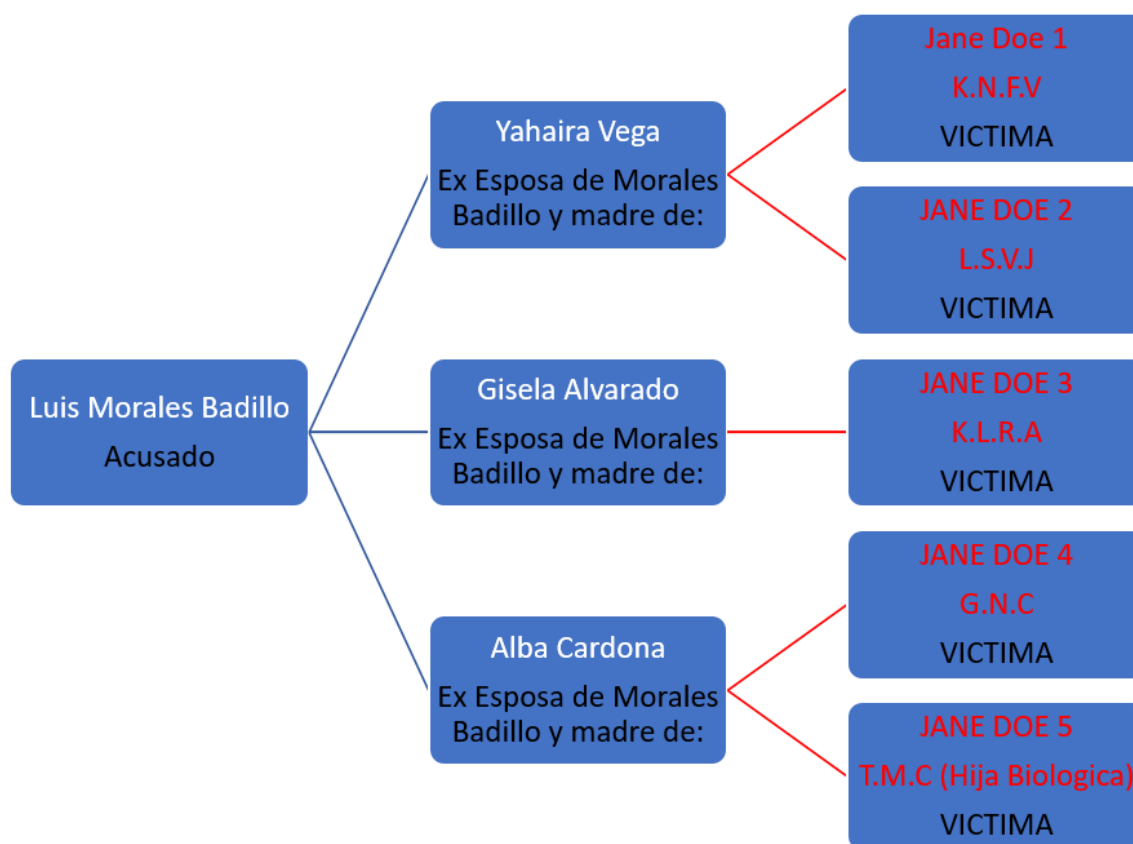 Luis Morales Badillo
Acusado
Yahaira Vega
Ex Esposa de Morales
Badillo y madre de:
Jane Doe 1
K.N.F.V
VICTIMA
JANE DOE 2
L.S.V.J
VICTIMA
Gisela Alvarado
Ex Esposa de Morales
Badillo y madre de:
JANE DOE 3
K.L.R.A
VICTIMA
Alba Cardona
Ex Esposa de Morales
Badillo y madre de:
JANE DOE 4
G.N.C
VICTIMA
JANE DOE 5
T.M.C (Hija Biologica)
VICTIMA